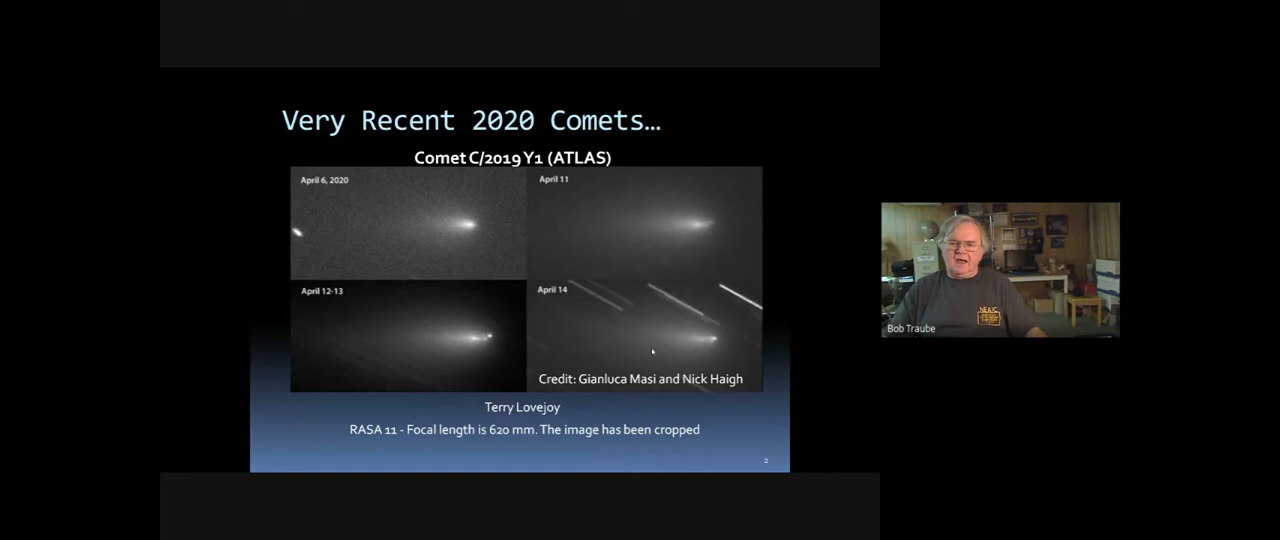 Very Recent 2020 Comets…
Comet C/2019 Y1 (ATLAS)
April 6, 2020
April 11
April 12-13
April 14
Credit: Gianluca Masi and Nick Haigh
Terry Lovejoy
RASA 11 - Focal length is 620 mm. The image has been cropped
2
Bob Traube